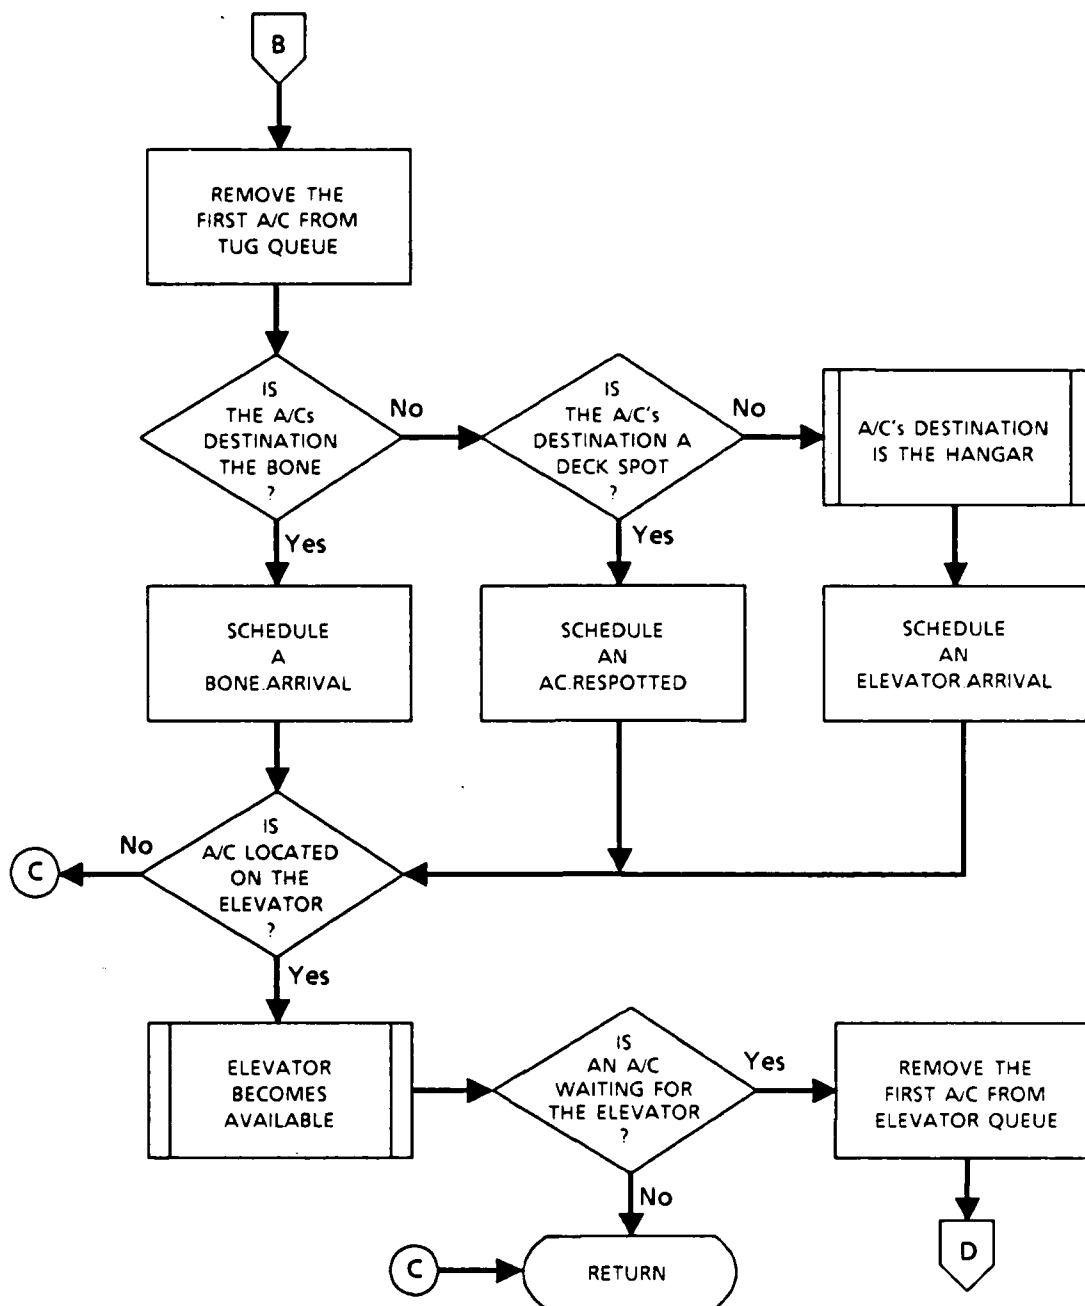 B
REMOVE THE
FIRST A/C FROM
TUG QUEUE
IS
THE A/Cs
DESTINATION
THE BONE
?
No
IS
THE A/C's
DESTINATION A
DECK SPOT
?
No
A/C's DESTINATION
IS THE HANGAR
Yes
Yes
SCHEDULE
A
BONE.ARRIVAL
SCHEDULE
AN
AC.RESPOTTED
SCHEDULE
AN
ELEVATOR.ARRIVAL
IS
A/C LOCATED
ON THE
ELEVATOR
?
No
C
Yes
ELEVATOR
BECOMES
AVAILABLE
IS
AN A/C
WAITING FOR
THE ELEVATOR
?
Yes
REMOVE THE
FIRST A/C FROM
ELEVATOR QUEUE
No
D
C
RETURN